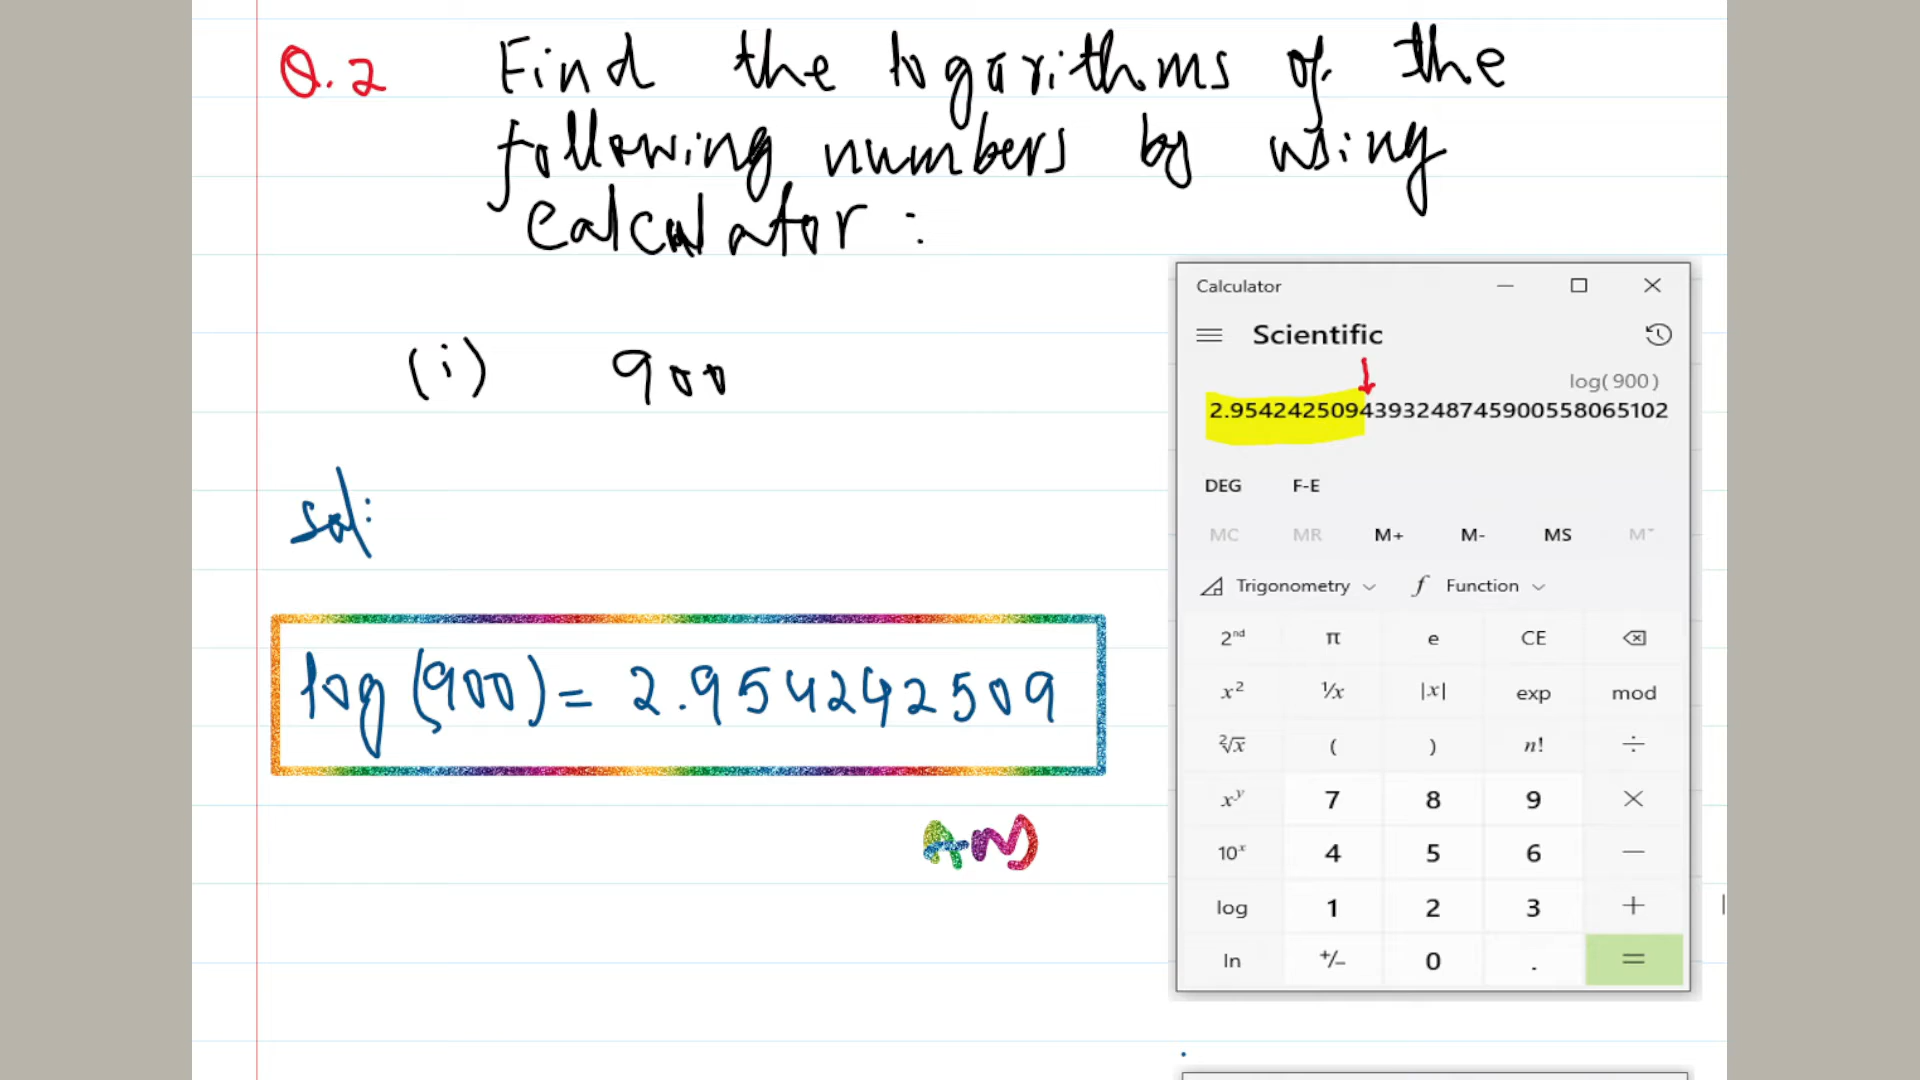 Q.2 Find the logarithms of the
following numbers by using
calculator :
(i) 900
Sol:
log (900) = 2.954242509
Ans
Calculator
Scientific
log( 900 )
2.9542425094393248745900558065102
DEG F-E
MC MR M+ M- MS M˅
Trigonometry f Function
2nd π e CE
x² ¹/x |x| exp mod
²√x ( ) n! ÷
xʸ 7 8 9 ×
10ˣ 4 5 6 −
log 1 2 3 +
ln +/− 0 . =